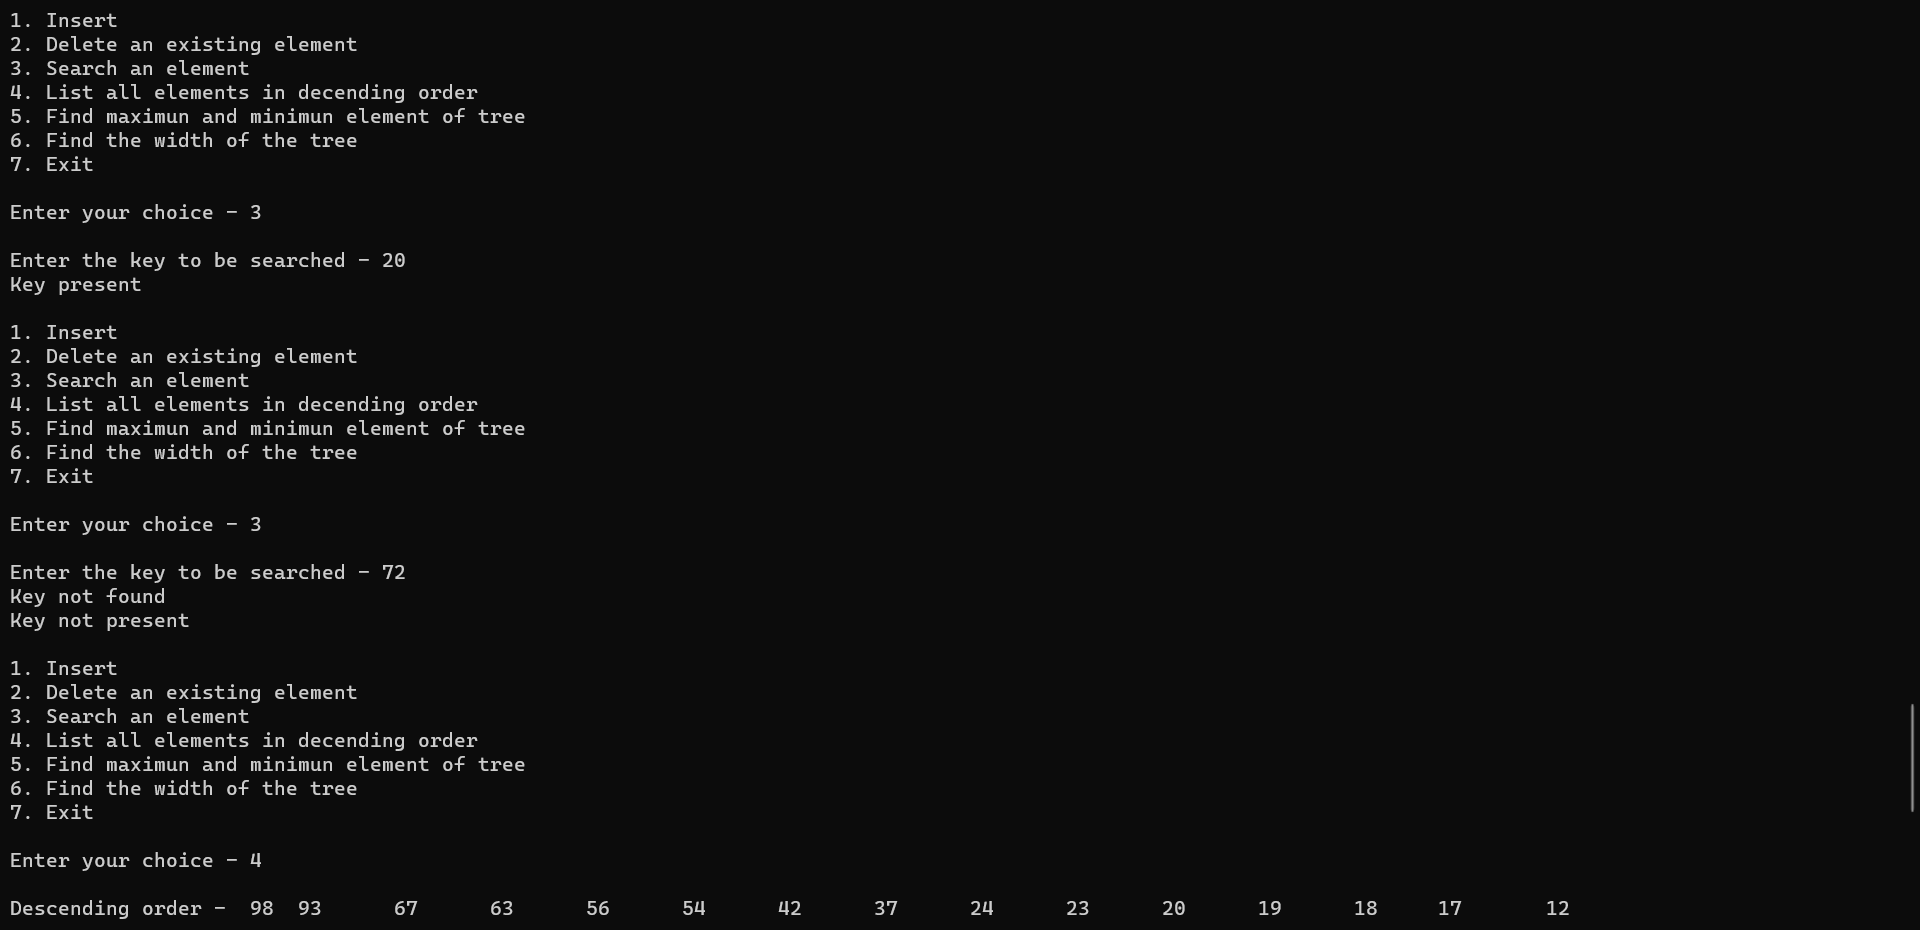 1. Insert
2. Delete an existing element
3. Search an element
4. List all elements in decending order
5. Find maximun and minimun element of tree
6. Find the width of the tree
7. Exit
Enter your choice - 3
Enter the key to be searched - 20
Key present
1. Insert
2. Delete an existing element
3. Search an element
4. List all elements in decending order
5. Find maximun and minimun element of tree
6. Find the width of the tree
7. Exit
Enter your choice - 3
Enter the key to be searched - 72
Key not found
Key not present
1. Insert
2. Delete an existing element
3. Search an element
4. List all elements in decending order
5. Find maximun and minimun element of tree
6. Find the width of the tree
7. Exit
Enter your choice - 4
Descending order -  98  93      67      63      56      54      42      37      24      23      20      19      18     17       12